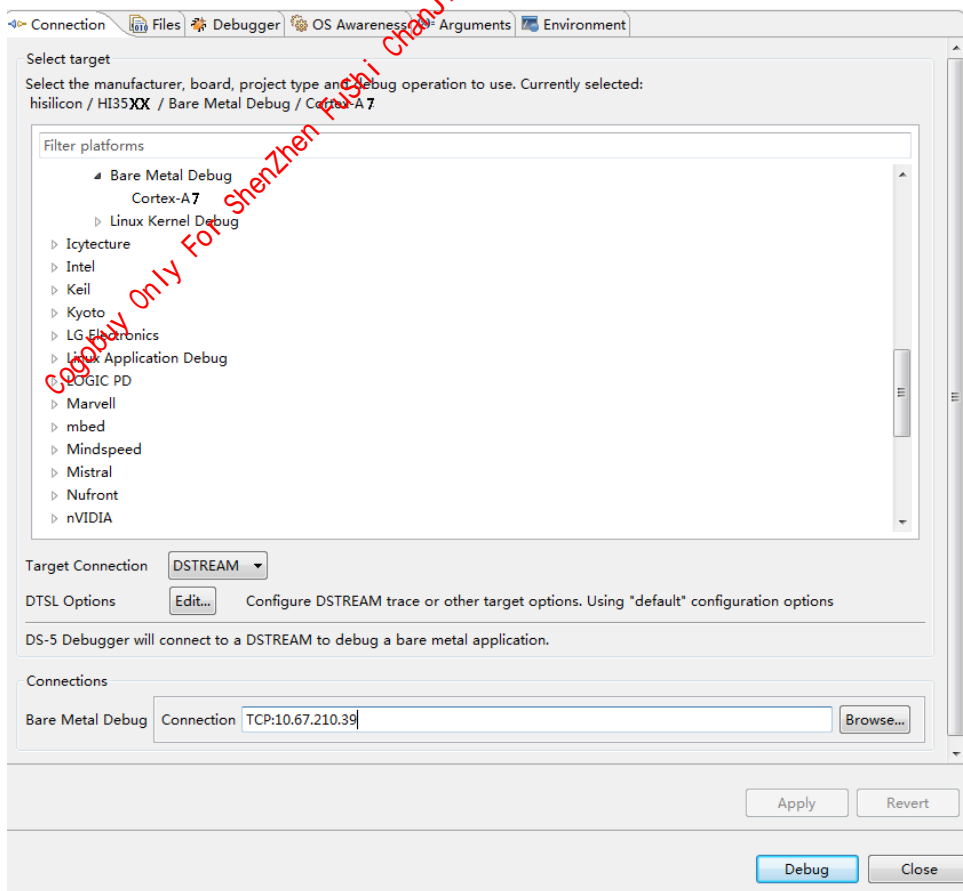 Connection Files Debugger OS Awareness Arguments Environment
Select target
Select the manufacturer, board, project type and debug operation to use. Currently selected:
hisilicon / HI35XX / Bare Metal Debug / Cortex-A7
Filter platforms
Bare Metal Debug
Cortex-A7
Linux Kernel Debug
Icytecture
Intel
Keil
Kyoto
LG Electronics
Linux Application Debug
LOGIC PD
Marvell
mbed
Mindspeed
Mistral
Nufront
nVIDIA
Target Connection DSTREAM
DTSL Options Edit... Configure DSTREAM trace or other target options. Using "default" configuration options
DS-5 Debugger will connect to a DSTREAM to debug a bare metal application.
Connections
Bare Metal Debug Connection TCP:10.67.210.39 Browse...
Apply Revert
Debug Close
Cogobuy Only For ShenZhen FuShi